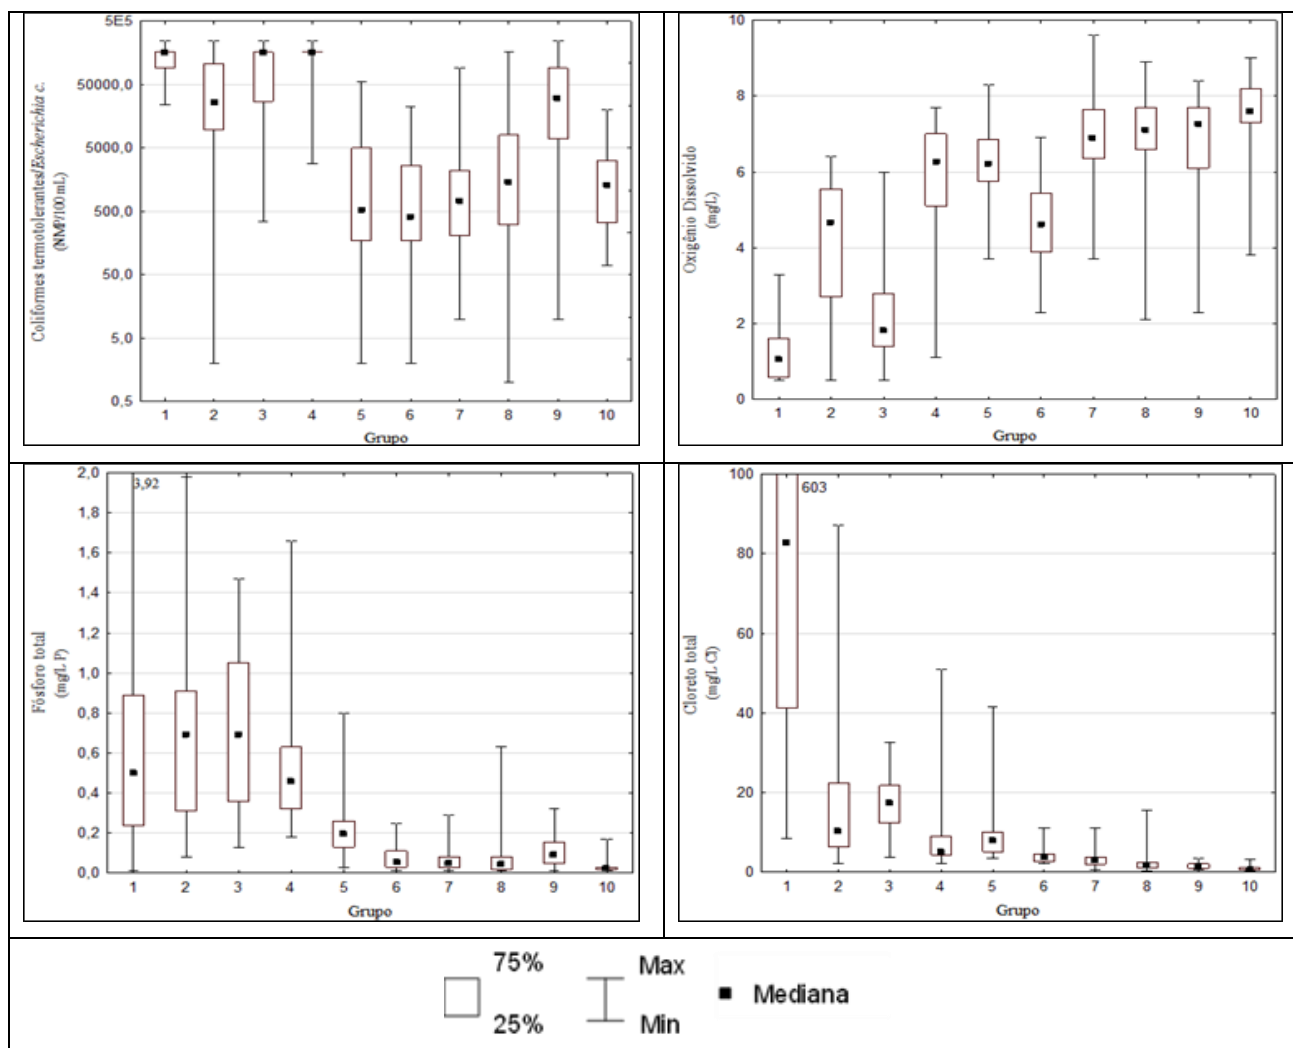 5E5
50000,0
5000,0
500,0
50,0
5,0
0,5
Coliformes termotolerantes/Escherichia c.
(NMP/100 mL)
1 2 3 4 5 6 7 8 9 10
Grupo
10
8
6
4
2
0
Oxigênio Dissolvido
(mg/L)
1 2 3 4 5 6 7 8 9 10
Grupo
2,0
1,8
1,6
1,4
1,2
1,0
0,8
0,6
0,4
0,2
0,0
Fósforo total
(mg/L P)
3,92
1 2 3 4 5 6 7 8 9 10
Grupo
100
80
60
40
20
0
Cloreto total
(mg/L Cl)
603
1 2 3 4 5 6 7 8 9 10
Grupo
75%
25%
Max
Min
Mediana